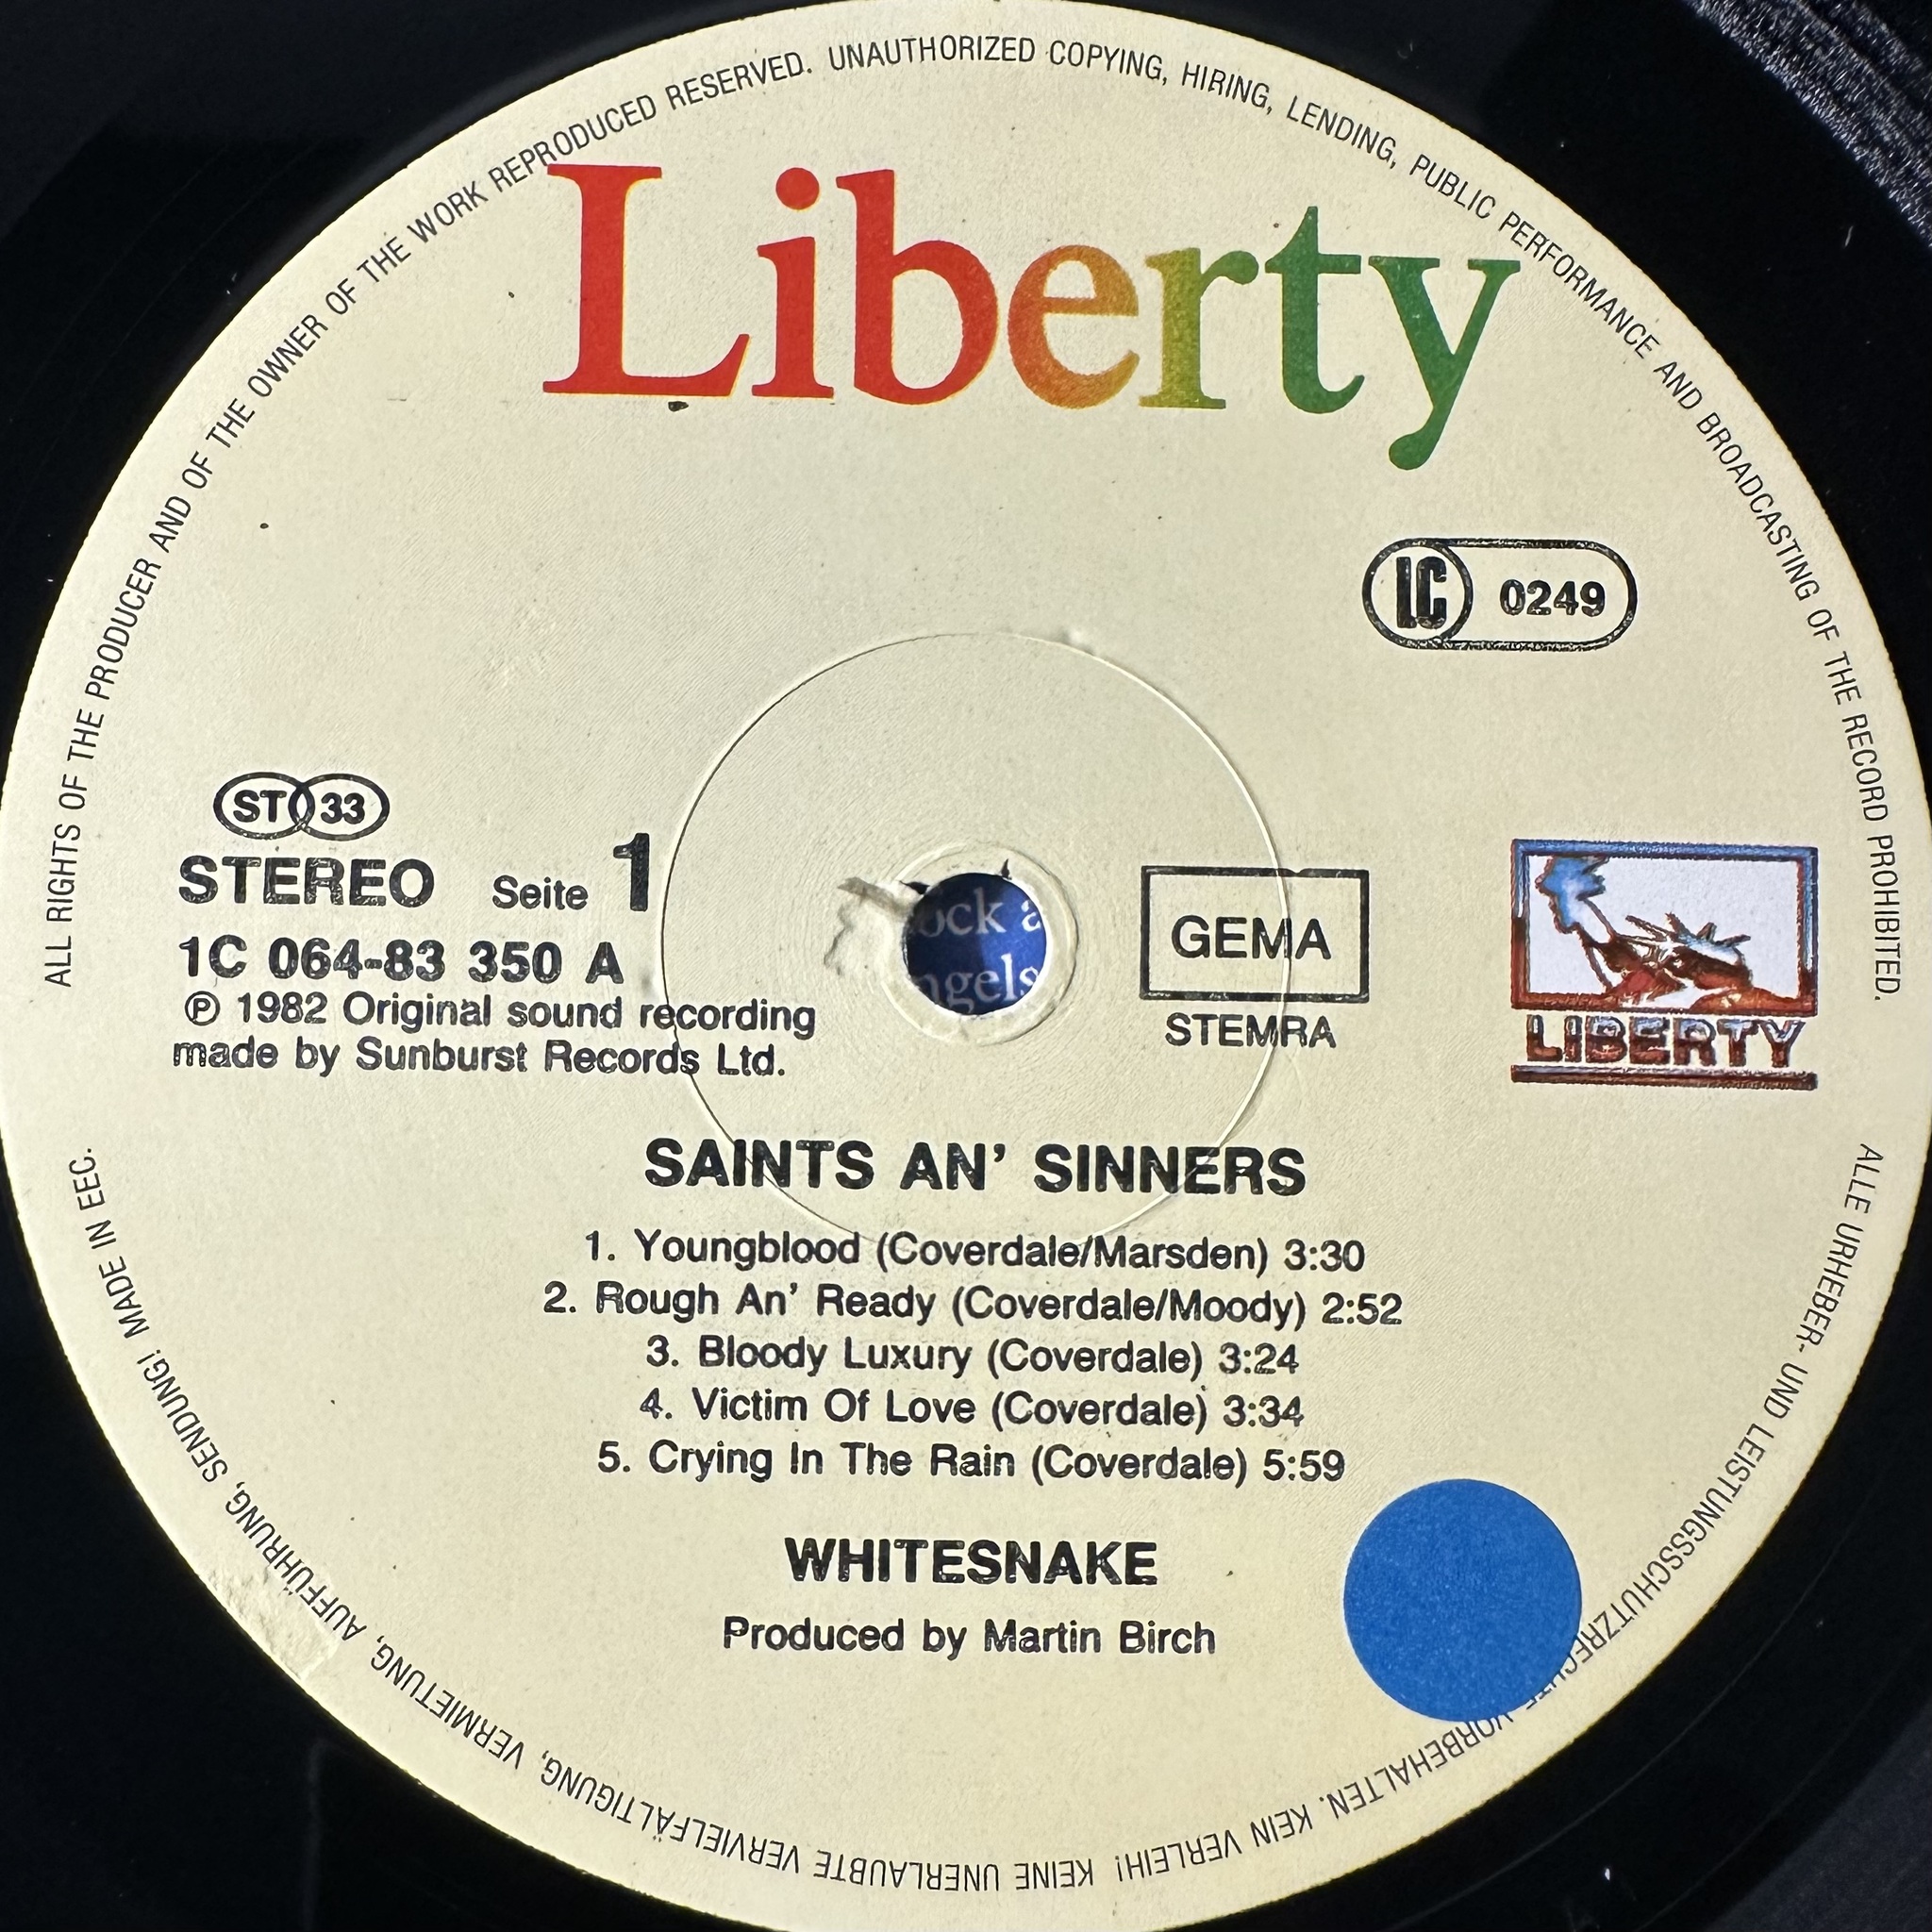 ALL RIGHTS OF THE PRODUCER AND OF THE OWNER OF THE WORK REPRODUCED RESERVED. UNAUTHORIZED COPYING, HIRING, LENDING, PUBLIC PERFORMANCE AND BROADCASTING OF THE RECORD PROHIBITED.
Liberty
LC 0249
ST 33
STEREO Seite 1
1C 064-83 350 A
℗ 1982 Original sound recording
made by Sunburst Records Ltd.
ock
ngels
GEMA
STEMRA
LIBERTY
SAINTS AN' SINNERS
1. Youngblood (Coverdale/Marsden) 3:30
2. Rough An' Ready (Coverdale/Moody) 2:52
3. Bloody Luxury (Coverdale) 3:24
4. Victim Of Love (Coverdale) 3:34
5. Crying In The Rain (Coverdale) 5:59
WHITESNAKE
Produced by Martin Birch
ALLE URHEBER- UND LEISTUNGSSCHUTZRECHTE VORBEHALTEN. KEIN VERLEIH! KEINE UNERLAUBTE VERVIELFÄLTIGUNG, VERMIETUNG, AUFFÜHRUNG, SENDUNG! MADE IN EEC.